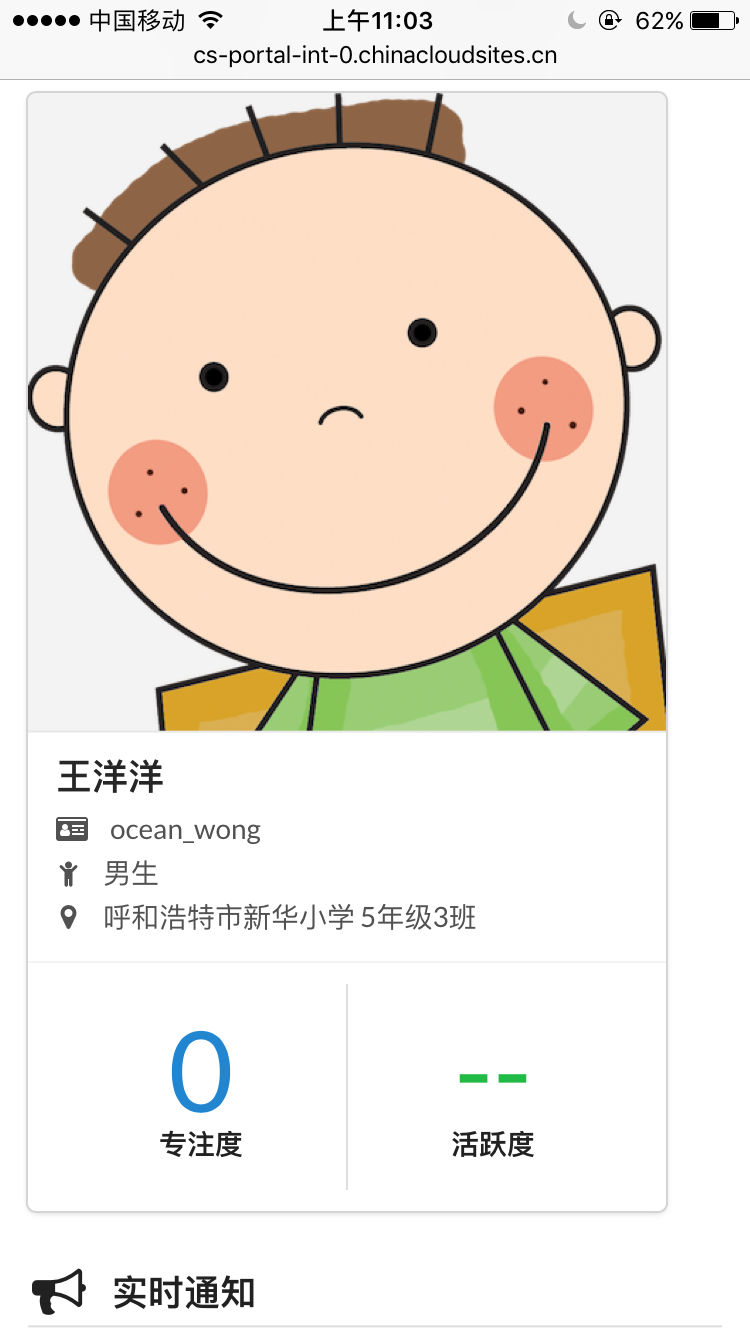 中国移动 上午11:03 62%
cs-portal-int-0.chinacloudsites.cn
王洋洋
ocean_wong
男生
呼和浩特市新华小学 5年级3班
0 --
专注度 活跃度
实时通知